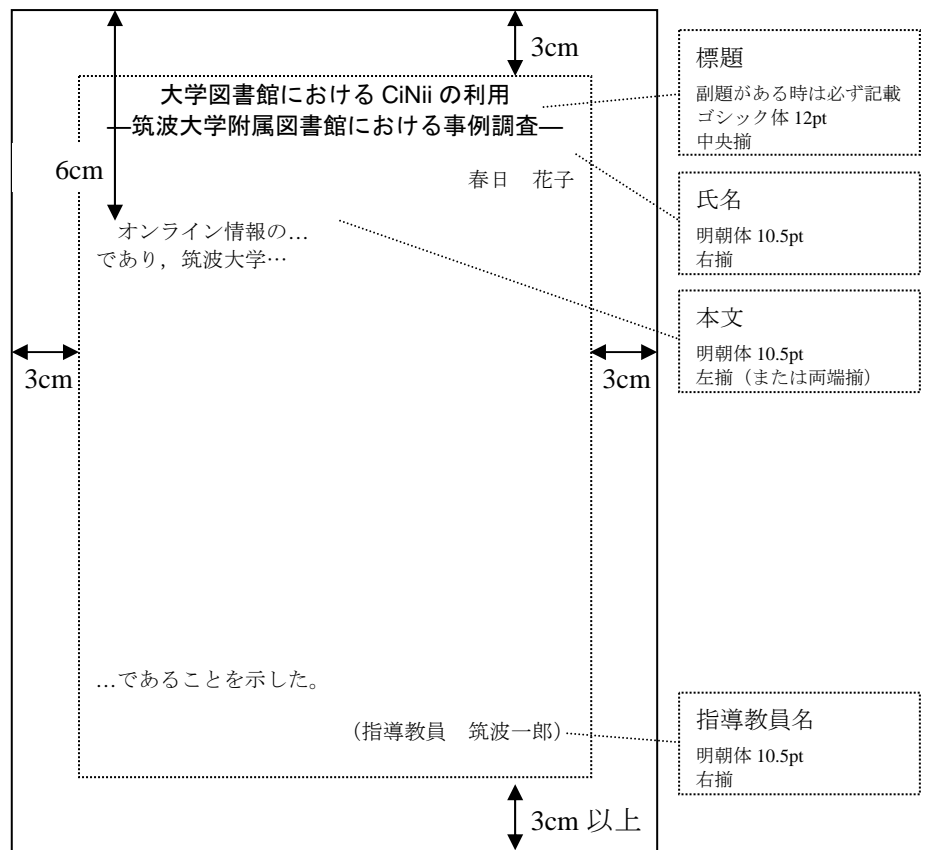 3cm
大学図書館における CiNii の利用
―筑波大学附属図書館における事例調査―
6cm
春日　花子
オンライン情報の…
であり，筑波大学…
3cm
3cm
…であることを示した。
（指導教員　筑波一郎）
3cm 以上
標題
副題がある時は必ず記載
ゴシック体 12pt
中央揃
氏名
明朝体 10.5pt
右揃
本文
明朝体 10.5pt
左揃（または両端揃）
指導教員名
明朝体 10.5pt
右揃